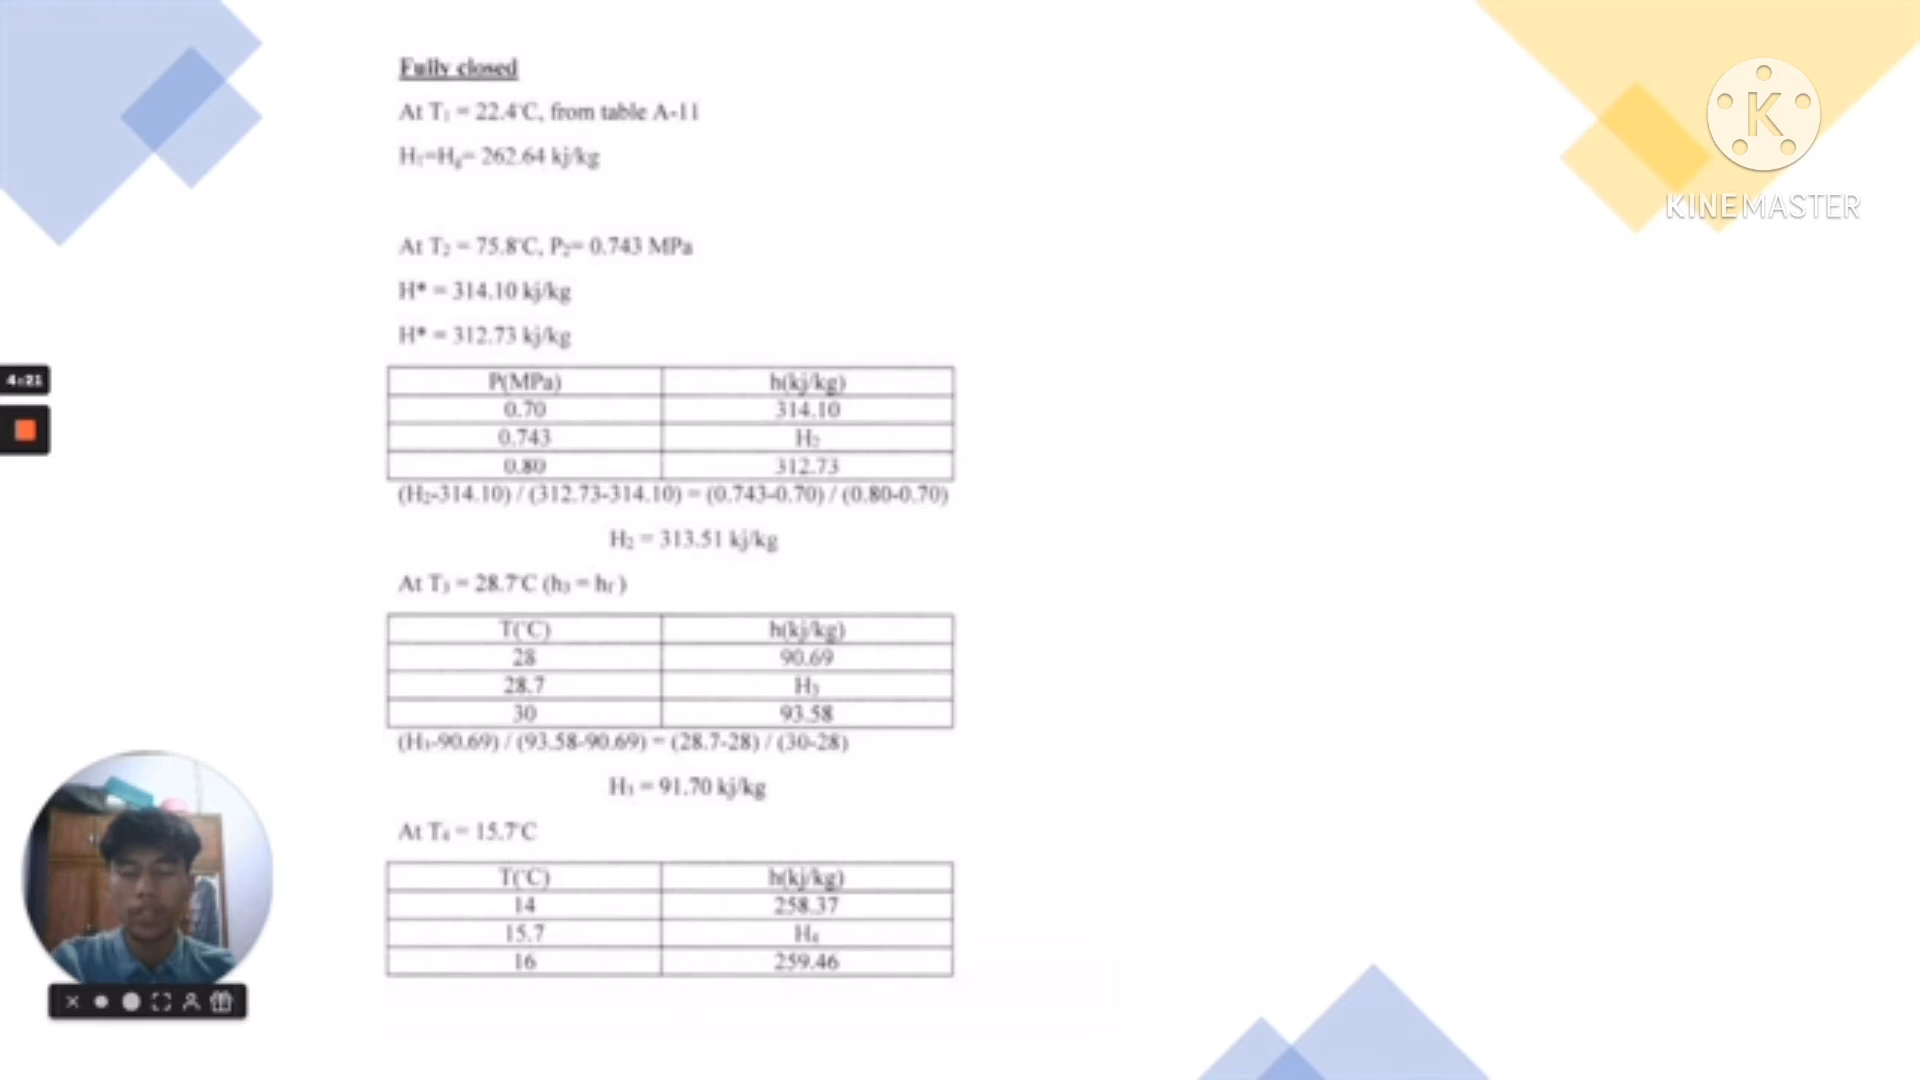 Fully closed
At T₁ = 22.4°C, from table A-11
H₁=Hg= 262.64 kj/kg
At T₂ = 75.8°C, P₂= 0.743 MPa
H* = 314.10 kj/kg
H* = 312.73 kj/kg
P(MPa) h(kj/kg)
0.70 314.10
0.743 H₂
0.80 312.73
(H₂-314.10) / (312.73-314.10) = (0.743-0.70) / (0.80-0.70)
H₂ = 313.51 kj/kg
At T₃ = 28.7°C (h₃ = hf)
T(°C) h(kj/kg)
28 90.69
28.7 H₃
30 93.58
(H₃-90.69) / (93.58-90.69) = (28.7-28) / (30-28)
H₃ = 91.70 kj/kg
At T₄ = 15.7°C
T(°C) h(kj/kg)
14 258.37
15.7 H₄
16 259.46
4:21
K
KINEMASTER